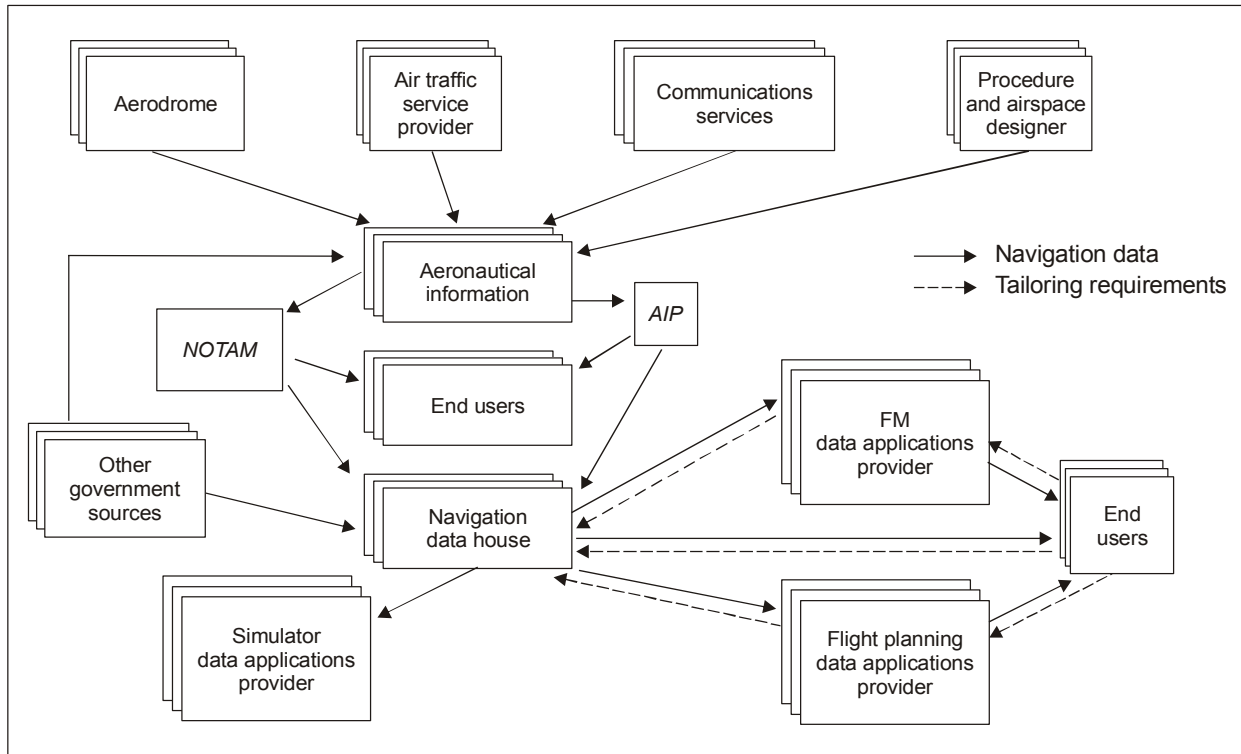 Aerodrome
Air traffic
service
provider
Communications
services
Procedure
and airspace
designer
Aeronautical
information
Navigation data
Tailoring requirements
AIP
NOTAM
End users
FM
data applications
provider
Other
government
sources
Navigation
data house
End
users
Simulator
data applications
provider
Flight planning
data applications
provider